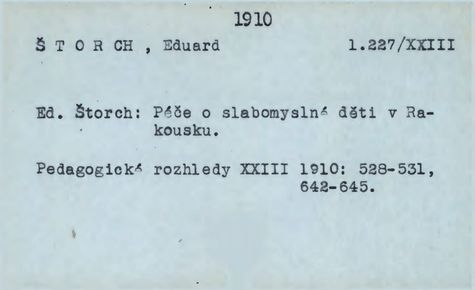 1910
Š T O R CH , Eduard 1.227/XXIII
Ed. Štorch: Péče o slabomyslné děti v Ra-
kousku.
Pedagogické rozhledy XXIII 1910: 528-531,
642-645.